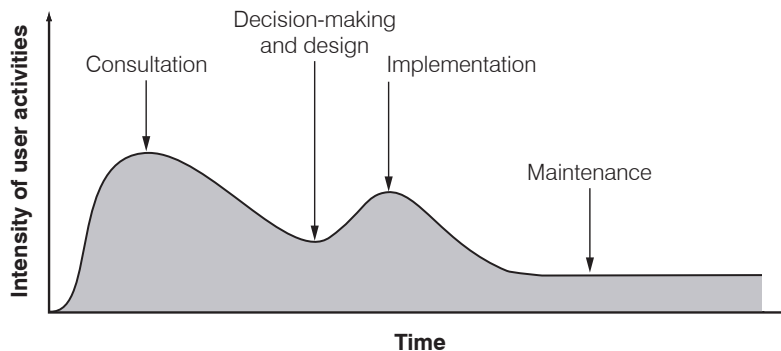 Decision-making
and design
Consultation
Implementation
Maintenance
Intensity of user activities
Time